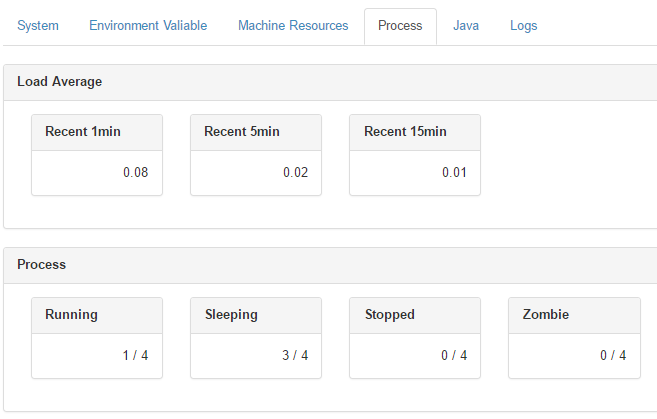 System Environment Valiable Machine Resources Process Java Logs
Load Average
Recent 1min Recent 5min Recent 15min
0.08 0.02 0.01
Process
Running Sleeping Stopped Zombie
1 / 4 3 / 4 0 / 4 0 / 4